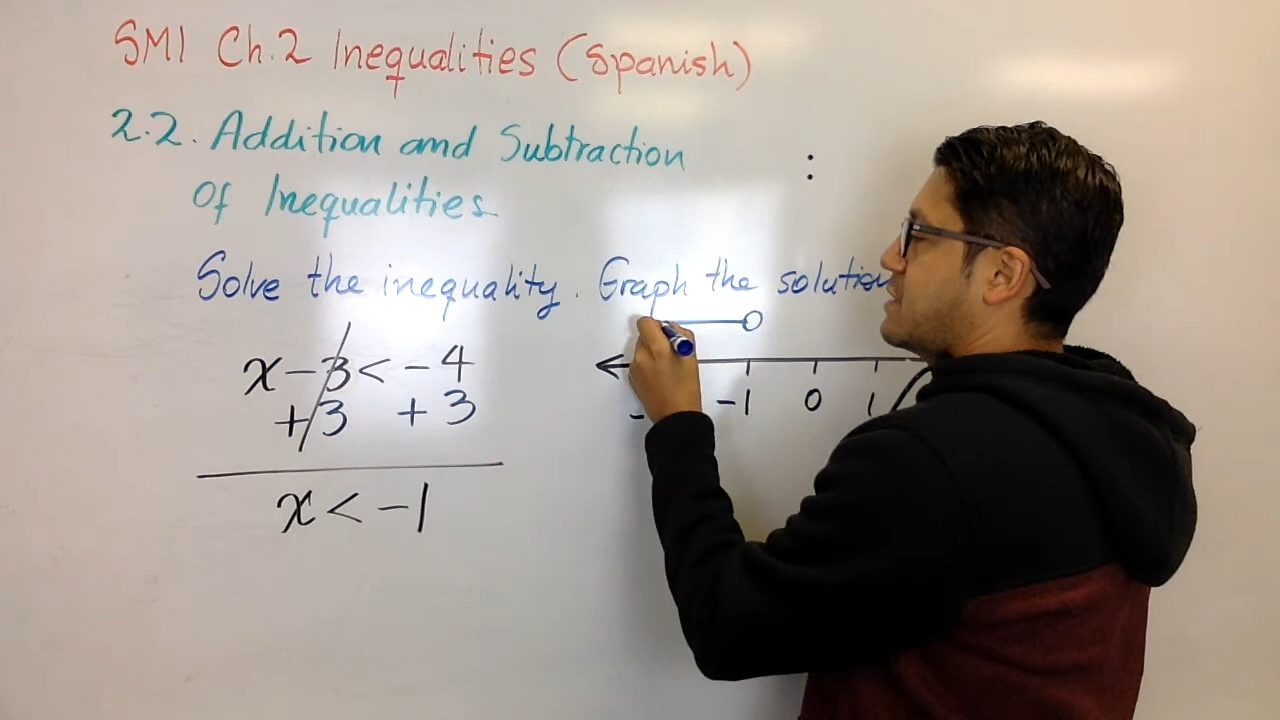 SM1 Ch.2 Inequalities (Spanish)
2.2. Addition and Subtraction
of Inequalities
Solve the inequality. Graph the solution
:
x-3< -4
+3 +3
x < -1
-1 0 1